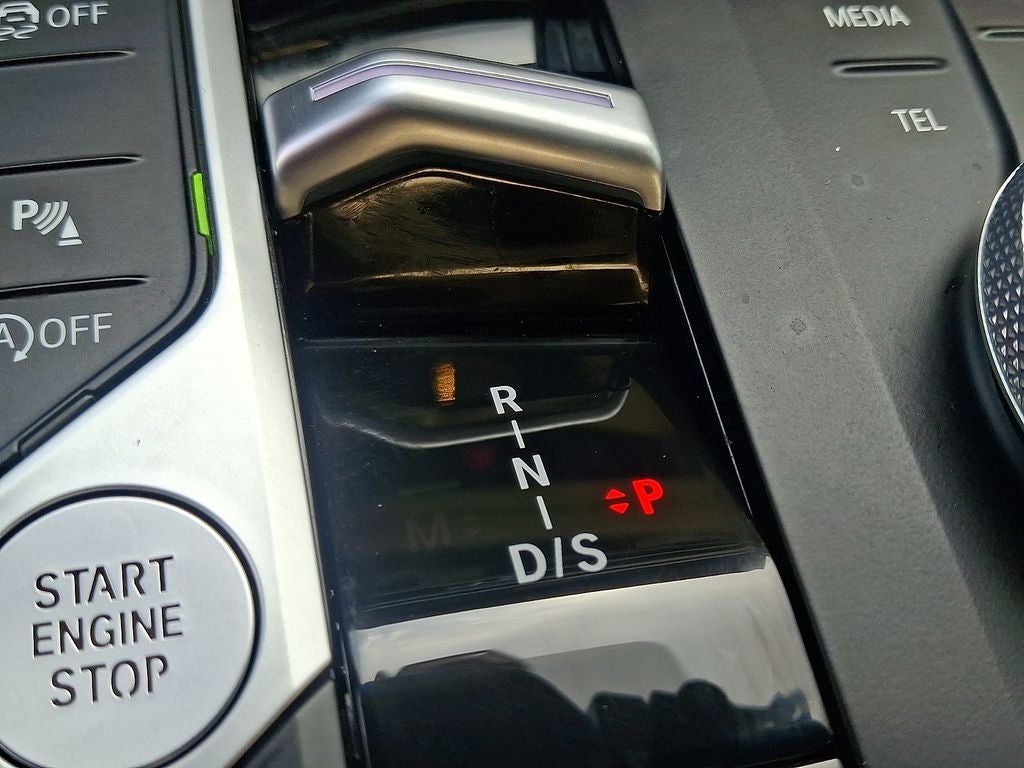 OFF
MEDIA
TEL
P
A OFF
R
N
P
M
D/S
START
ENGINE
STOP